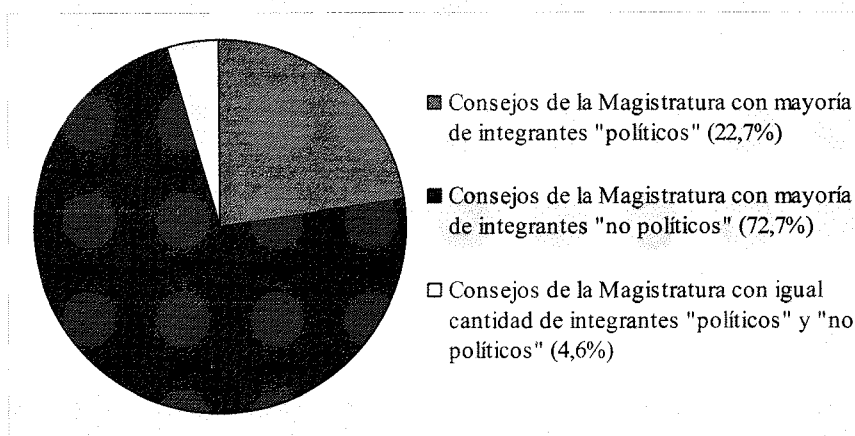 Consejos de la Magistratura con mayoría
de integrantes "políticos" (22,7%)
Consejos de la Magistratura con mayoría
de integrantes "no políticos" (72,7%)
Consejos de la Magistratura con igual
cantidad de integrantes "políticos" y "no
políticos" (4,6%)